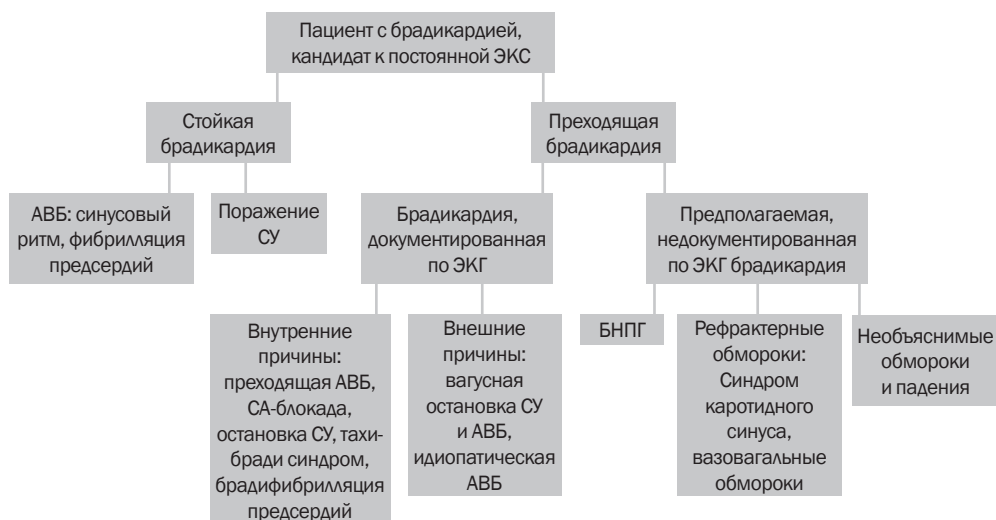 Пациент с брадикардией,
кандидат к постоянной ЭКС
Стойкая
брадикардия
Преходящая
брадикардия
АВБ: синусовый
ритм, фибрилляция
предсердий
Поражение
СУ
Брадикардия,
документированная
по ЭКГ
Предполагаемая,
недокументированная
по ЭКГ брадикардия
Внутренние
причины:
преходящая АВБ,
СА-блокада,
остановка СУ, тахи-
бради синдром,
брадифибрилляция
предсердий
Внешние
причины:
вагусная
остановка СУ
и АВБ,
идиопатическая
АВБ
БНПГ
Рефрактерные
обмороки:
Синдром
каротидного
синуса,
вазовагальные
обмороки
Необъяснимые
обмороки
и падения